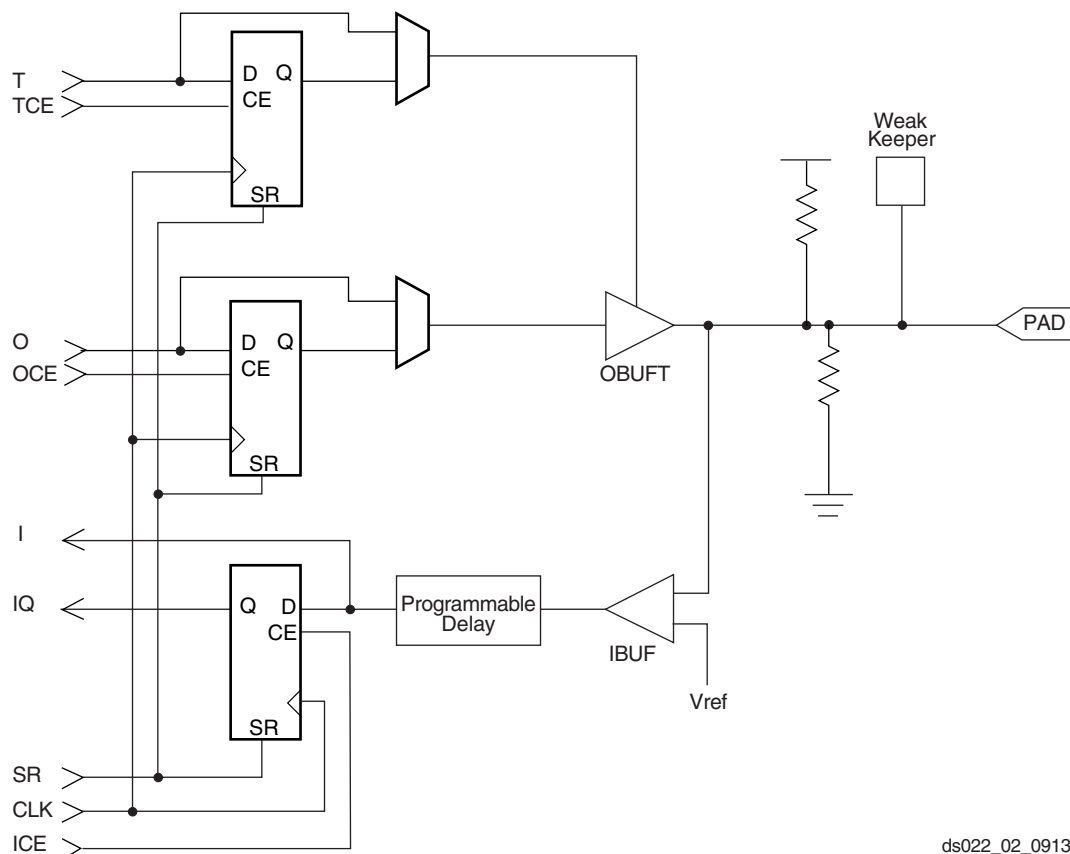 T
TCE
D Q
CE
SR
Weak
Keeper
O
OCE
D Q
CE
SR
OBUFT
PAD
I
IQ
Q D
CE
SR
Programmable
Delay
IBUF
Vref
SR
CLK
ICE
ds022_02_0913